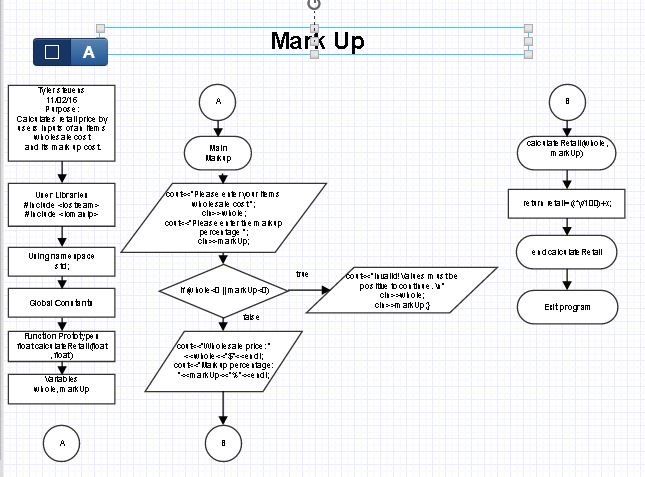 Mark Up
A
Tyler stevens
11/02/16
Purpose:
Calculates retail price by
users inputs of an items
wholesale cost
and its mark up cost.
User Libraries
#include <iostream>
#include <iomanip>
Using namespace
std;
Global Constants
Function Prototypes
float calculateRetail(float
, float)
Variables
whole, markUp
A
A
Main
Markup
cout<<"Please enter your items
wholesale cost";
cin>>whole;
cout<<"Please enter the markup
percentage ";
cin>>markUp;
if (whole<0 || markUp<0)
true
false
cout<<"Invalid! Values must be
positive to continue. \n"
cin>>whole;
cin>>markUp;}
cout<<"Wholesale price: "
<<whole<<"$"<<endl;
cout<<"Markup percentage:
"<<markUp<<"%"<<endl;
B
B
calculateRetail(whole,
markUp)
return retail=
end calculateRetail
Exit program